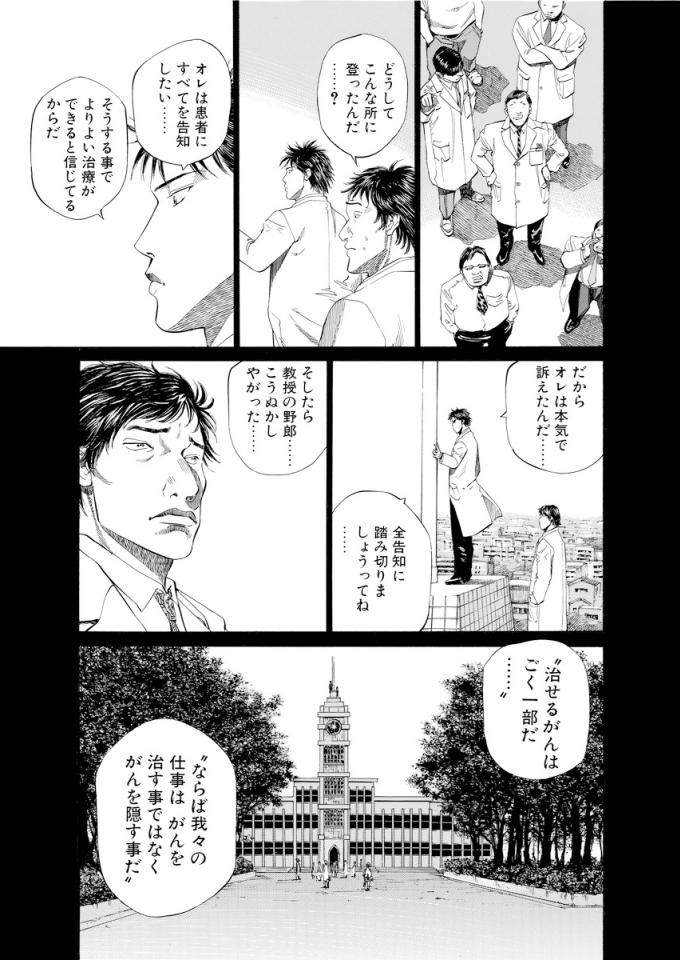 どうして
こんな所に
登ったんだ
……?
オレは患者に
すべてを告知
したい……
そうする事で
よりよい治療が
できると信じてる
からだ
だから
オレは本気で
訴えたんだ……
全告知に
踏み切りま
しょうってね
……
そしたら
教授の野郎……
こうぬかし
やがった……
〝治せるがんは
ごく一部だ
……〟
〝ならば我々の
仕事は がんを
治す事ではなく
がんを隠す事だ〟